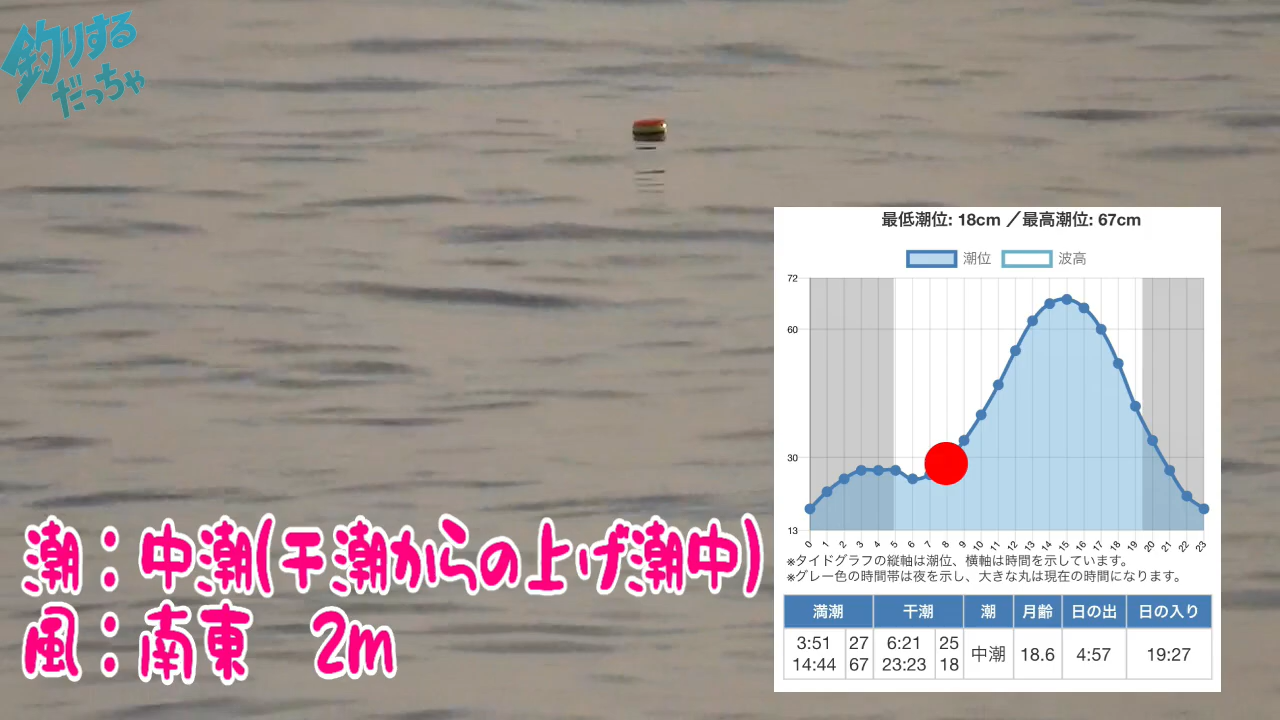 釣りする
だっちゃ
最低潮位: 18cm ／最高潮位: 67cm
潮位 波高
72
60
30
13
0 1 2 3 4 5 6 7 8 9 10 11 12 13 14 15 16 17 18 19 20 21 22 23
※タイドグラフの縦軸は潮位、横軸は時間を示しています。
※グレー色の時間帯は夜を示し、大きな丸は現在の時間になります。
満潮 干潮 潮 月齢 日の出 日の入り
3:51 27 6:21 25 中潮 18.6 4:57 19:27
14:44 67 23:23 18
潮：中潮(干潮からの上げ潮中)
風：南東　2m